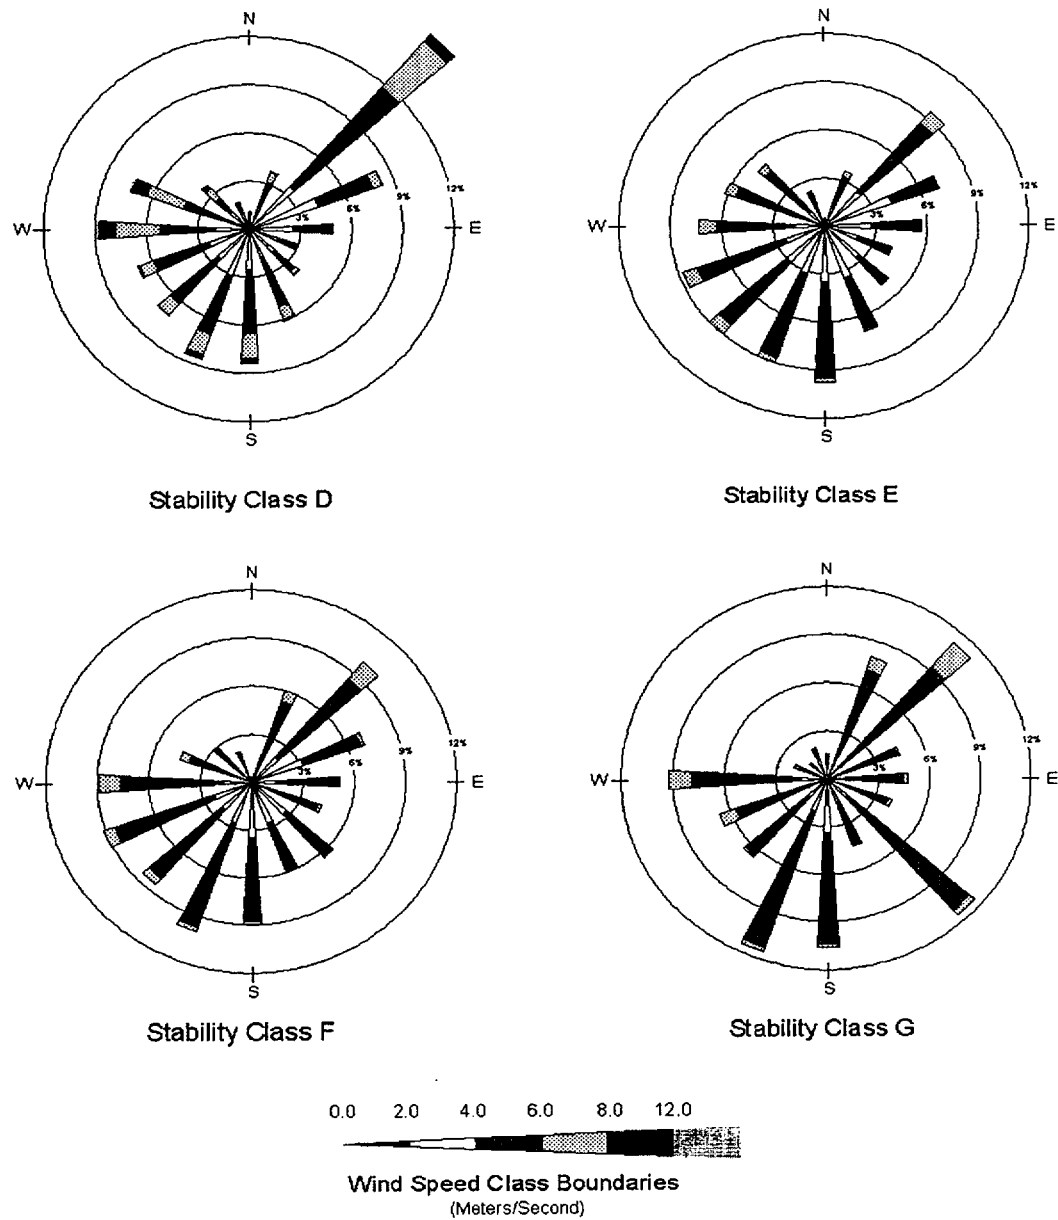 N
N
12%
12%
9%
9%
6%
6%
3%
3%
W
E
W
E
S
S
Stability Class D
Stability Class E
N
N
12%
12%
9%
9%
6%
6%
3%
3%
W
E
W
E
S
S
Stability Class F
Stability Class G
0.0 2.0 4.0 6.0 8.0 12.0
Wind Speed Class Boundaries
(Meters/Second)